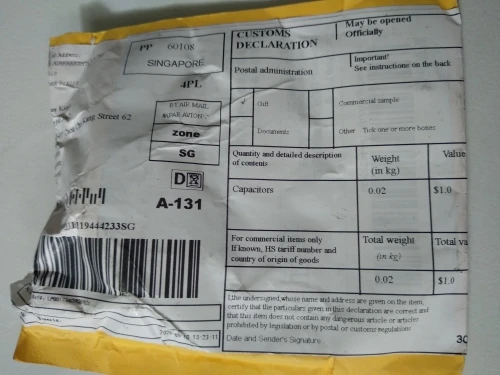 PP 60108
SINGAPORE
4PL
Street 62
BY AIR MAIL
PAR AVION
zone
SG
D
A-131
19444233SG
CUSTOMS
DECLARATION
May be opened
Officially
Postal administration
Important!
See instructions on the back
Gift
Commercial sample
Documents
Other Tick one or more boxes
Quantity and detailed description
of contents
Weight
(in kg)
Value
Capacitors
0.02
$1.0
For commercial items only
If known, HS tariff number and
country of origin of goods
Total weight
(in kg)
Total va
0.02
$1.0
I,the undersigned,whose name and address are given on the item,
certify that the particulars given in this declaration are correct and
that this item does not contain any dangerous article or articles
prohibited by legislation or by postal or customs regulations
Date and Sender's Signature